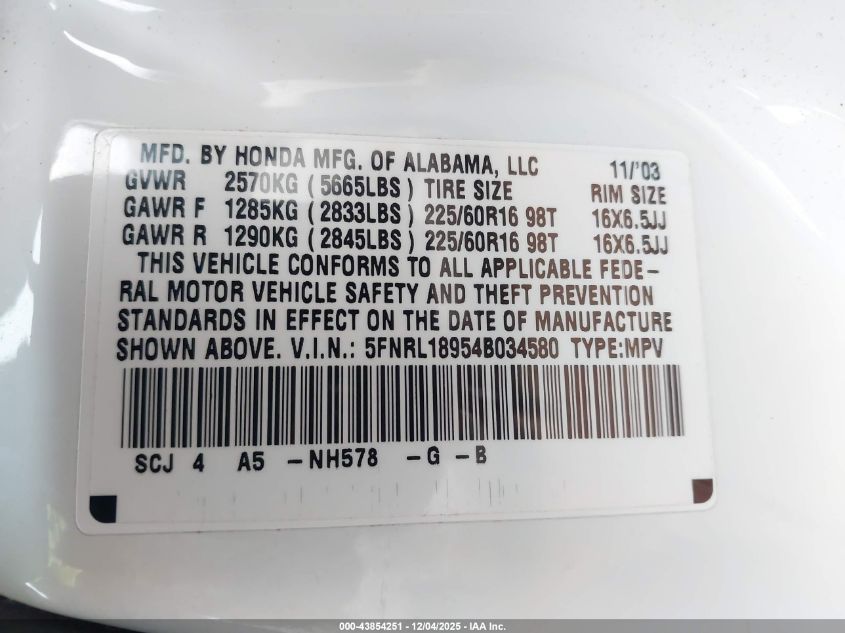 MFD. BY HONDA MFG. OF ALABAMA, LLC 11/'03
GVWR 2570KG (5665LBS) TIRE SIZE RIM SIZE
GAWR F 1285KG (2833LBS) 225/60R16 98T 16X6.5JJ
GAWR R 1290KG (2845LBS) 225/60R16 98T 16X6.5JJ
THIS VEHICLE CONFORMS TO ALL APPLICABLE FEDE-
RAL MOTOR VEHICLE SAFETY AND THEFT PREVENTION
STANDARDS IN EFFECT ON THE DATE OF MANUFACTURE
SHOWN ABOVE. V.I.N.: 5FNRL18954B034580 TYPE:MPV
SCJ 4 A5 -NH578 -G -B
000-43854251 - 12/04/2025 - IAA Inc.